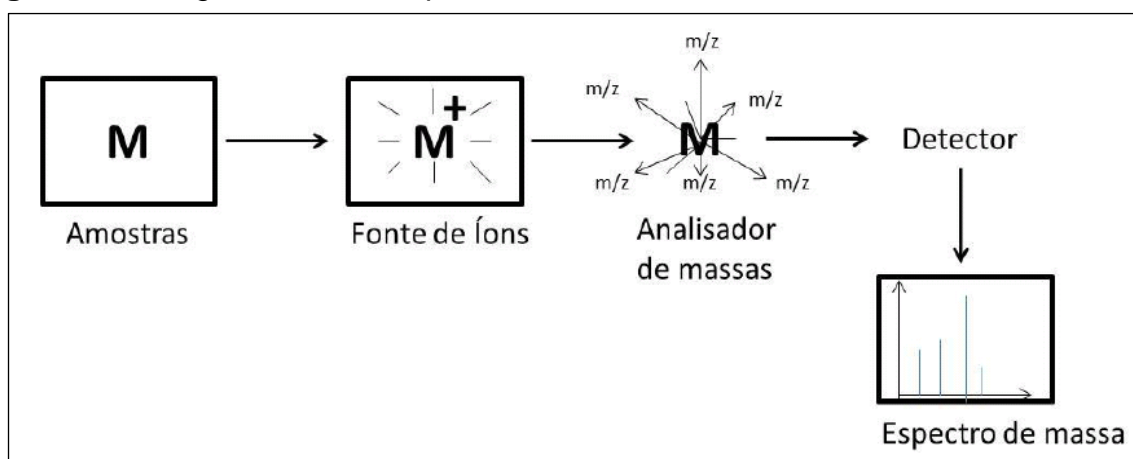 M
Amostras
M+
Fonte de Íons
m/z
m/z
m/z
M
m/z
m/z
m/z
Analisador
de massas
Detector
Espectro de massa